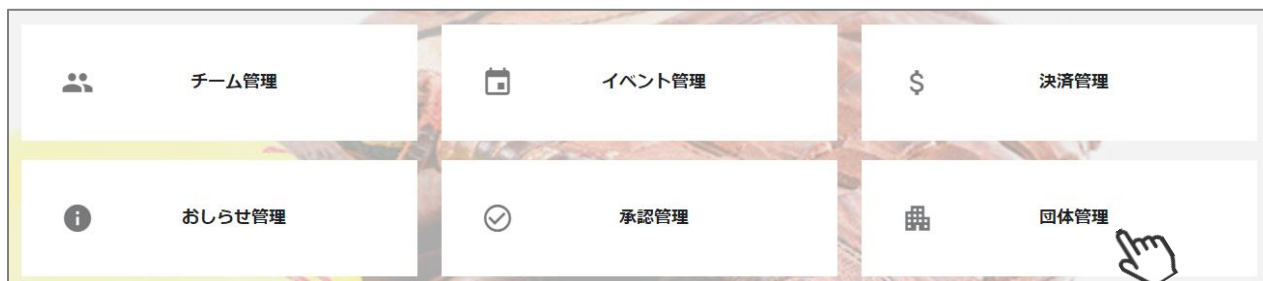 チーム管理
イベント管理
決済管理
おしらせ管理
承認管理
団体管理